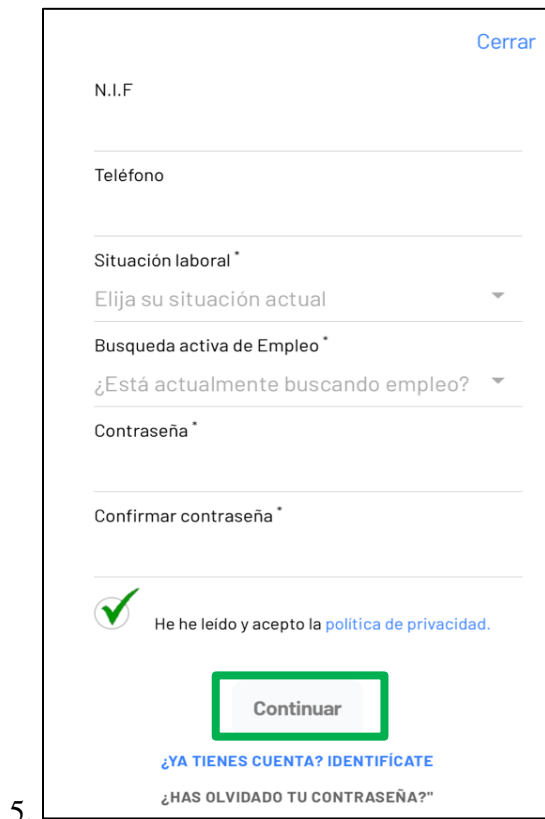 Cerrar
N.I.F
Teléfono
Situación laboral *
Elija su situación actual
Busqueda activa de Empleo *
¿Está actualmente buscando empleo?
Contraseña *
Confirmar contraseña *
He he leído y acepto la política de privacidad.
Continuar
¿YA TIENES CUENTA? IDENTIFÍCATE
¿HAS OLVIDADO TU CONTRASEÑA?"
5.